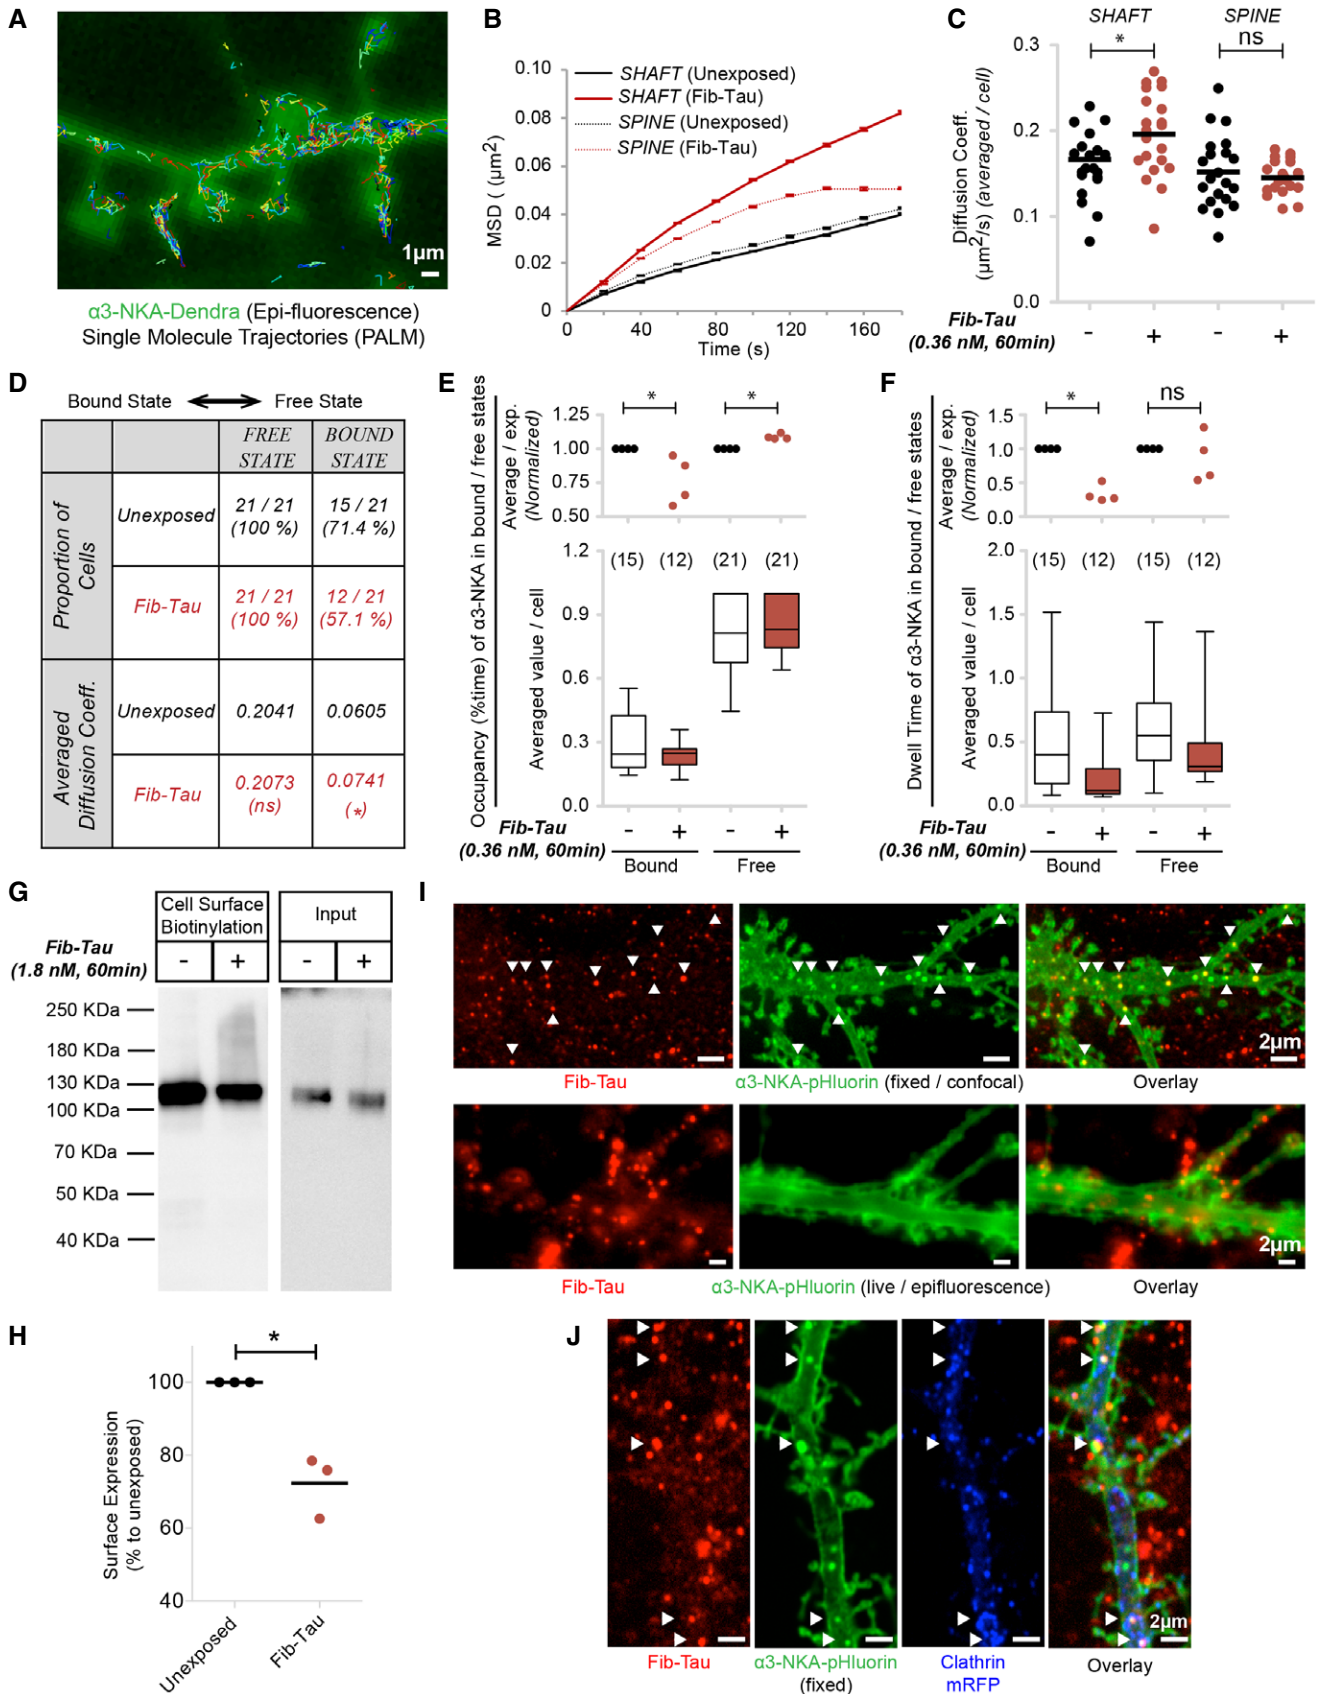 A
1µm
α3-NKA-Dendra (Epi-fluorescence)
Single Molecule Trajectories (PALM)
B
0.10
0.08
0.06
0.04
0.02
0
MSD ( (µm²)
SHAFT (Unexposed)
SHAFT (Fib-Tau)
SPINE (Unexposed)
SPINE (Fib-Tau)
0 40 80 120 160
Time (s)
C
SHAFT SPINE
* ns
0.3
0.2
0.1
0.0
Diffusion Coeff.
(µm²/s) (averaged / cell)
Fib-Tau
(0.36 nM, 60min)
- + - +
D
Bound State Free State
FREE STATE
BOUND STATE
Proportion of Cells
Unexposed
21 / 21
(100 %)
15 / 21
(71.4 %)
Fib-Tau
21 / 21
(100 %)
12 / 21
(57.1 %)
Averaged Diffusion Coeff.
Unexposed
0.2041
0.0605
Fib-Tau
0.2073
(ns)
0.0741
(*)
E
Occupancy (%time) of α3-NKA in bound / free states
Average / exp.
(Normalized)
1.25
1.00
0.75
0.50
* *
Averaged value / cell
1.2
0.9
0.6
0.3
0.0
(15) (12) (21) (21)
Fib-Tau
(0.36 nM, 60min)
- + - +
Bound Free
F
Dwell Time of α3-NKA in bound / free states
Average / exp.
(Normalized)
1.5
1.0
0.5
0.0
* ns
Averaged value / cell
2.0
1.5
1.0
0.5
0.0
(15) (12) (15) (12)
Fib-Tau
(0.36 nM, 60min)
- + - +
Bound Free
G
Cell Surface
Biotinylation
Input
Fib-Tau
(1.8 nM, 60min)
- + - +
250 KDa
180 KDa
130 KDa
100 KDa
70 KDa
50 KDa
40 KDa
H
*
100
80
60
40
Surface Expression
(% to unexposed)
Unexposed
Fib-Tau
I
2µm
Fib-Tau
α3-NKA-pHluorin (fixed / confocal)
Overlay
2µm
Fib-Tau
α3-NKA-pHluorin (live / epifluorescence)
Overlay
J
2µm
Fib-Tau
α3-NKA-pHluorin
(fixed)
Clathrin
mRFP
Overlay